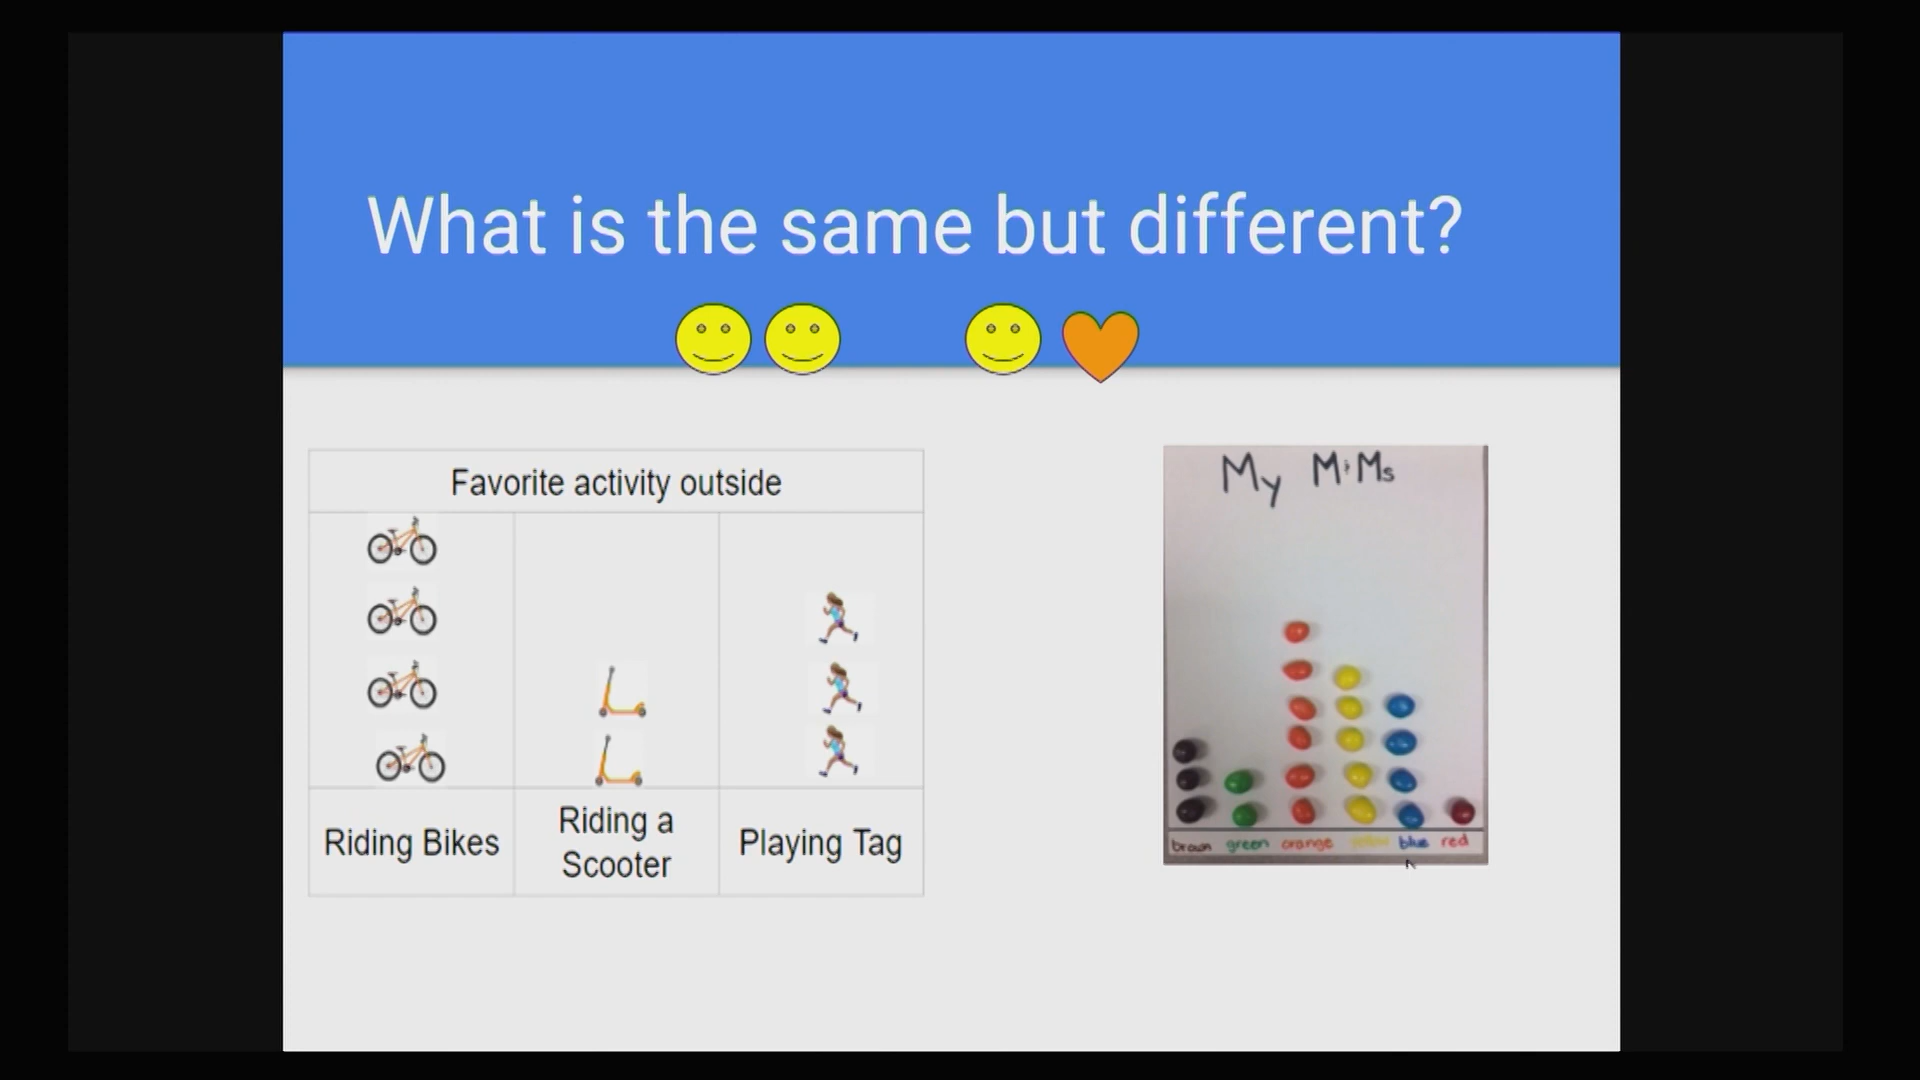 What is the same but different?
Favorite activity outside
Riding Bikes
Riding a
Scooter
Playing Tag
My M&Ms
brown green orange yellow blue red